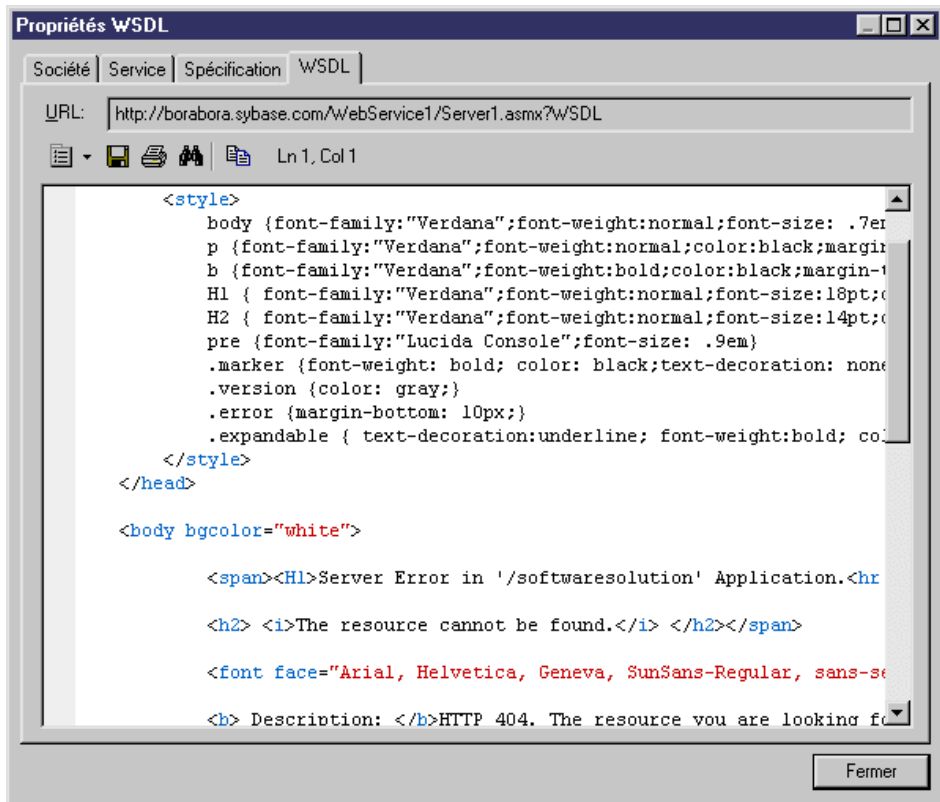 Propriétés WSDL
Société Service Spécification WSDL
URL: http://borabora.sybase.com/WebService1/Server1.asmx?WSDL
Ln 1, Col 1
<style>
body {font-family:"Verdana";font-weight:normal;font-size: .7em
p {font-family:"Verdana";font-weight:normal;color:black;margin
b {font-family:"Verdana";font-weight:bold;color:black;margin-t
H1 { font-family:"Verdana";font-weight:normal;font-size:18pt;c
H2 { font-family:"Verdana";font-weight:normal;font-size:14pt;c
pre {font-family:"Lucida Console";font-size: .9em}
.marker {font-weight: bold; color: black;text-decoration: none
.version {color: gray;}
.error {margin-bottom: 10px;}
.expandable { text-decoration:underline; font-weight:bold; col
</style>
</head>
<body bgcolor="white">
<span><H1>Server Error in '/softwaresolution' Application.<hr
<h2> <i>The resource cannot be found.</i> </h2></span>
<font face="Arial, Helvetica, Geneva, SunSans-Regular, sans-se
<b> Description: </b>HTTP 404. The resource you are looking fo
Fermer